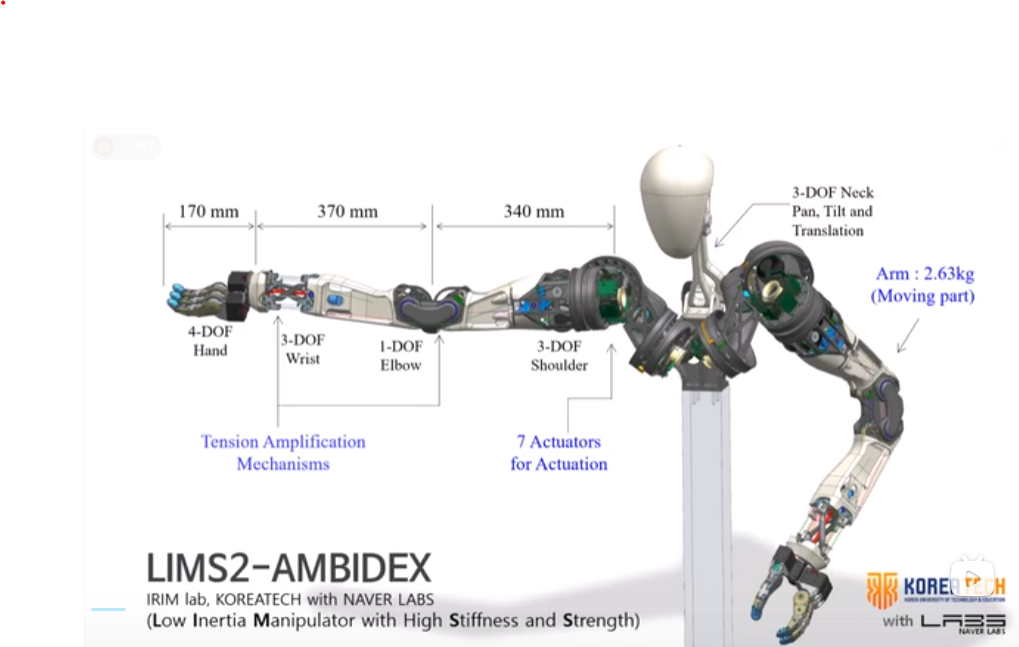 170 mm
370 mm
340 mm
3-DOF Neck
Pan, Tilt and
Translation
Arm : 2.63kg
(Moving part)
4-DOF
Hand
3-DOF
Wrist
1-DOF
Elbow
3-DOF
Shoulder
Tension Amplification
Mechanisms
7 Actuators
for Actuation
LIMS2-AMBIDEX
IRIM lab, KOREATECH with NAVER LABS
(Low Inertia Manipulator with High Stiffness and Strength)
KOREATECH
KOREA UNIVERSITY OF TECHNOLOGY & EDUCATION
with LABS
NAVER LABS